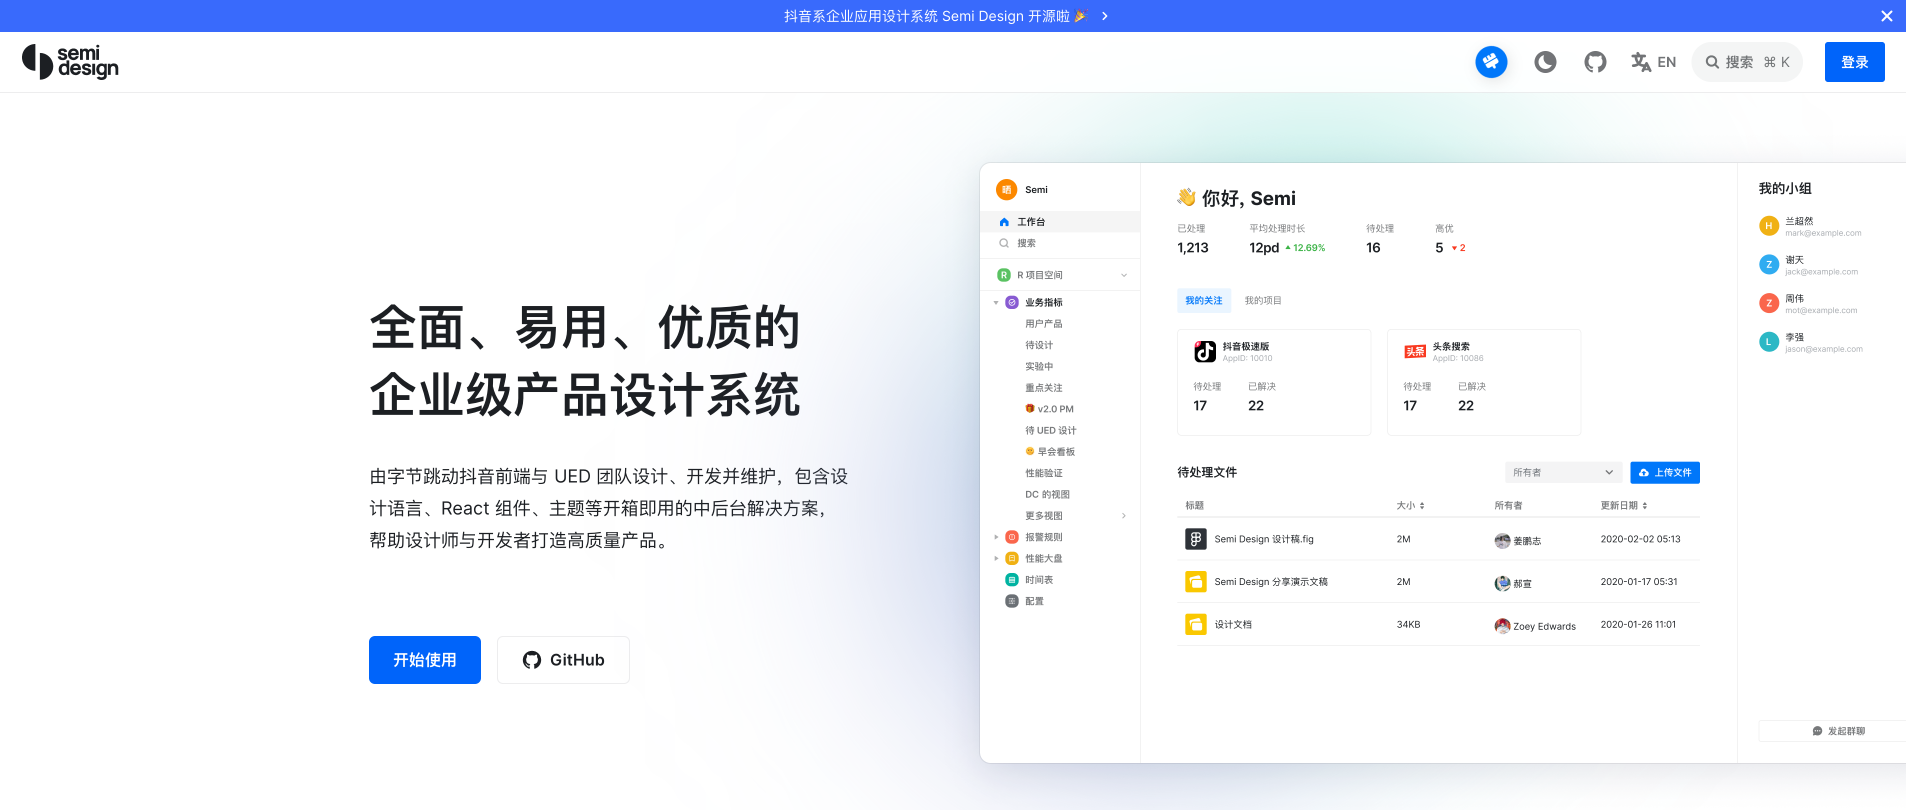 抖音系企业应用设计系统 Semi Design 开源啦 🎉
semi design
EN
搜索 ⌘ K
登录
全面、易用、优质的
企业级产品设计系统
由字节跳动抖音前端与 UED 团队设计、开发并维护，包含设
计语言、React 组件、主题等开箱即用的中后台解决方案，
帮助设计师与开发者打造高质量产品。
开始使用
GitHub
晒 Semi
工作台
搜索
R R 项目空间
业务指标
用户产品
待设计
实验中
重点关注
🎁 v2.0 PM
待 UED 设计
早会看板
性能验证
DC 的视图
更多视图
报警规则
性能大盘
时间表
配置
👋 你好, Semi
已处理 平均处理时长 待处理 高优
1,213 12pd 12.69% 16 5 2
我的关注 我的项目
抖音极速版
AppID: 10010
待处理 已解决
17 22
头条 头条搜索
AppID: 10086
待处理 已解决
17 22
待处理文件 所有者 上传文件
标题 大小 所有者 更新日期
Semi Design 设计稿.fig 2M 姜鹏志 2020-02-02 05:13
Semi Design 分享演示文稿 2M 郝宣 2020-01-17 05:31
设计文档 34KB Zoey Edwards 2020-01-26 11:01
我的小组
H 兰超然
mark@example.com
Z 谢天
jack@example.com
Z 周伟
mot@example.com
L 李强
jason@example.com
发起群聊